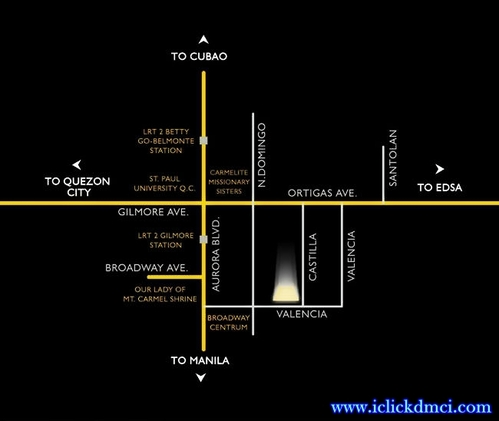 TO CUBAO
LRT 2 BETTY
GO-BELMONTE
STATION
N.DOMINGO
SANTOLAN
TO QUEZON
CITY
ST. PAUL
UNIVERSITY Q.C.
CARMELITE
MISSIONARY
SISTERS
ORTIGAS AVE.
TO EDSA
GILMORE AVE.
LRT 2 GILMORE
STATION
AURORA BLVD.
CASTILLA
VALENCIA
BROADWAY AVE.
OUR LADY OF
MT. CARMEL SHRINE
BROADWAY
CENTRUM
VALENCIA
TO MANILA
www.iclickdmci.com